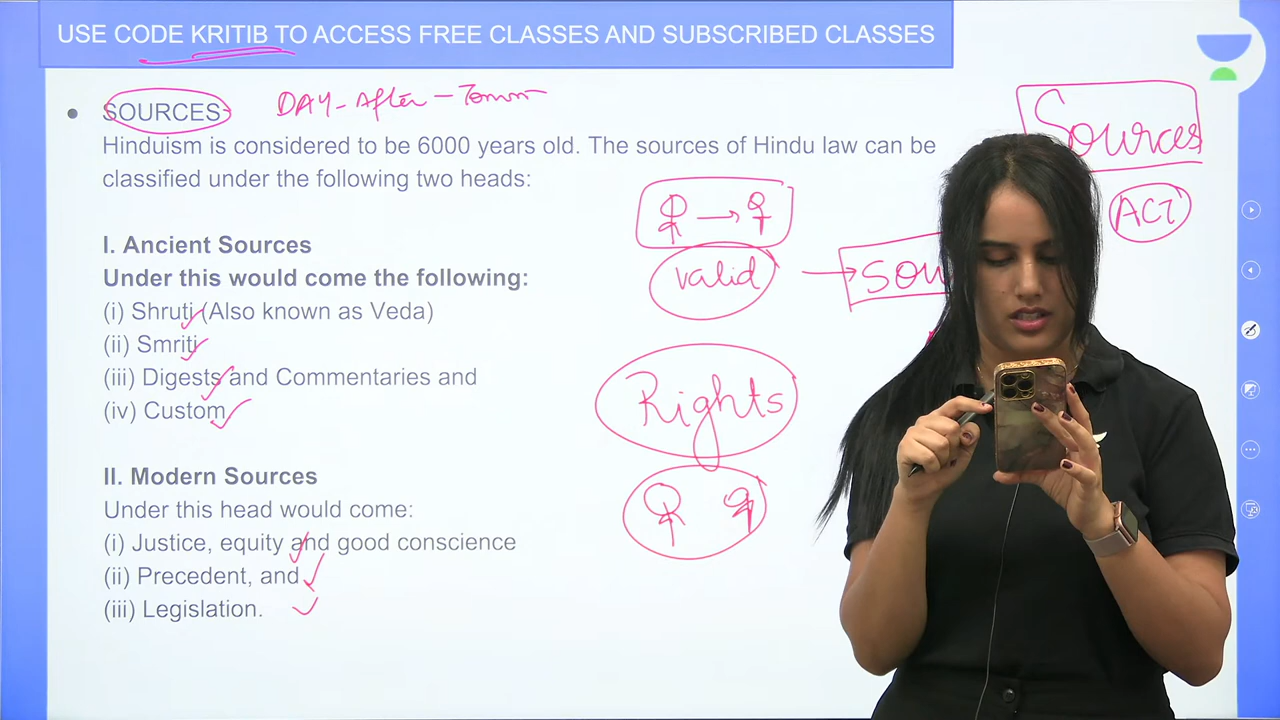 USE CODE KRITIB TO ACCESS FREE CLASSES AND SUBSCRIBED CLASSES
• SOURCES DAY-After-
Hinduism is considered to be 6000 years old. The sources of Hindu law can be
classified under the following two heads:
I. Ancient Sources
Under this would come the following:
(i) Shruti (Also known as Veda)
(ii) Smriti
(iii) Digests and Commentaries and
(iv) Custom
II. Modern Sources
Under this head would come:
(i) Justice, equity and good conscience
(ii) Precedent, and
(iii) Legislation.
valid → sou
Rights
Sources
ACT